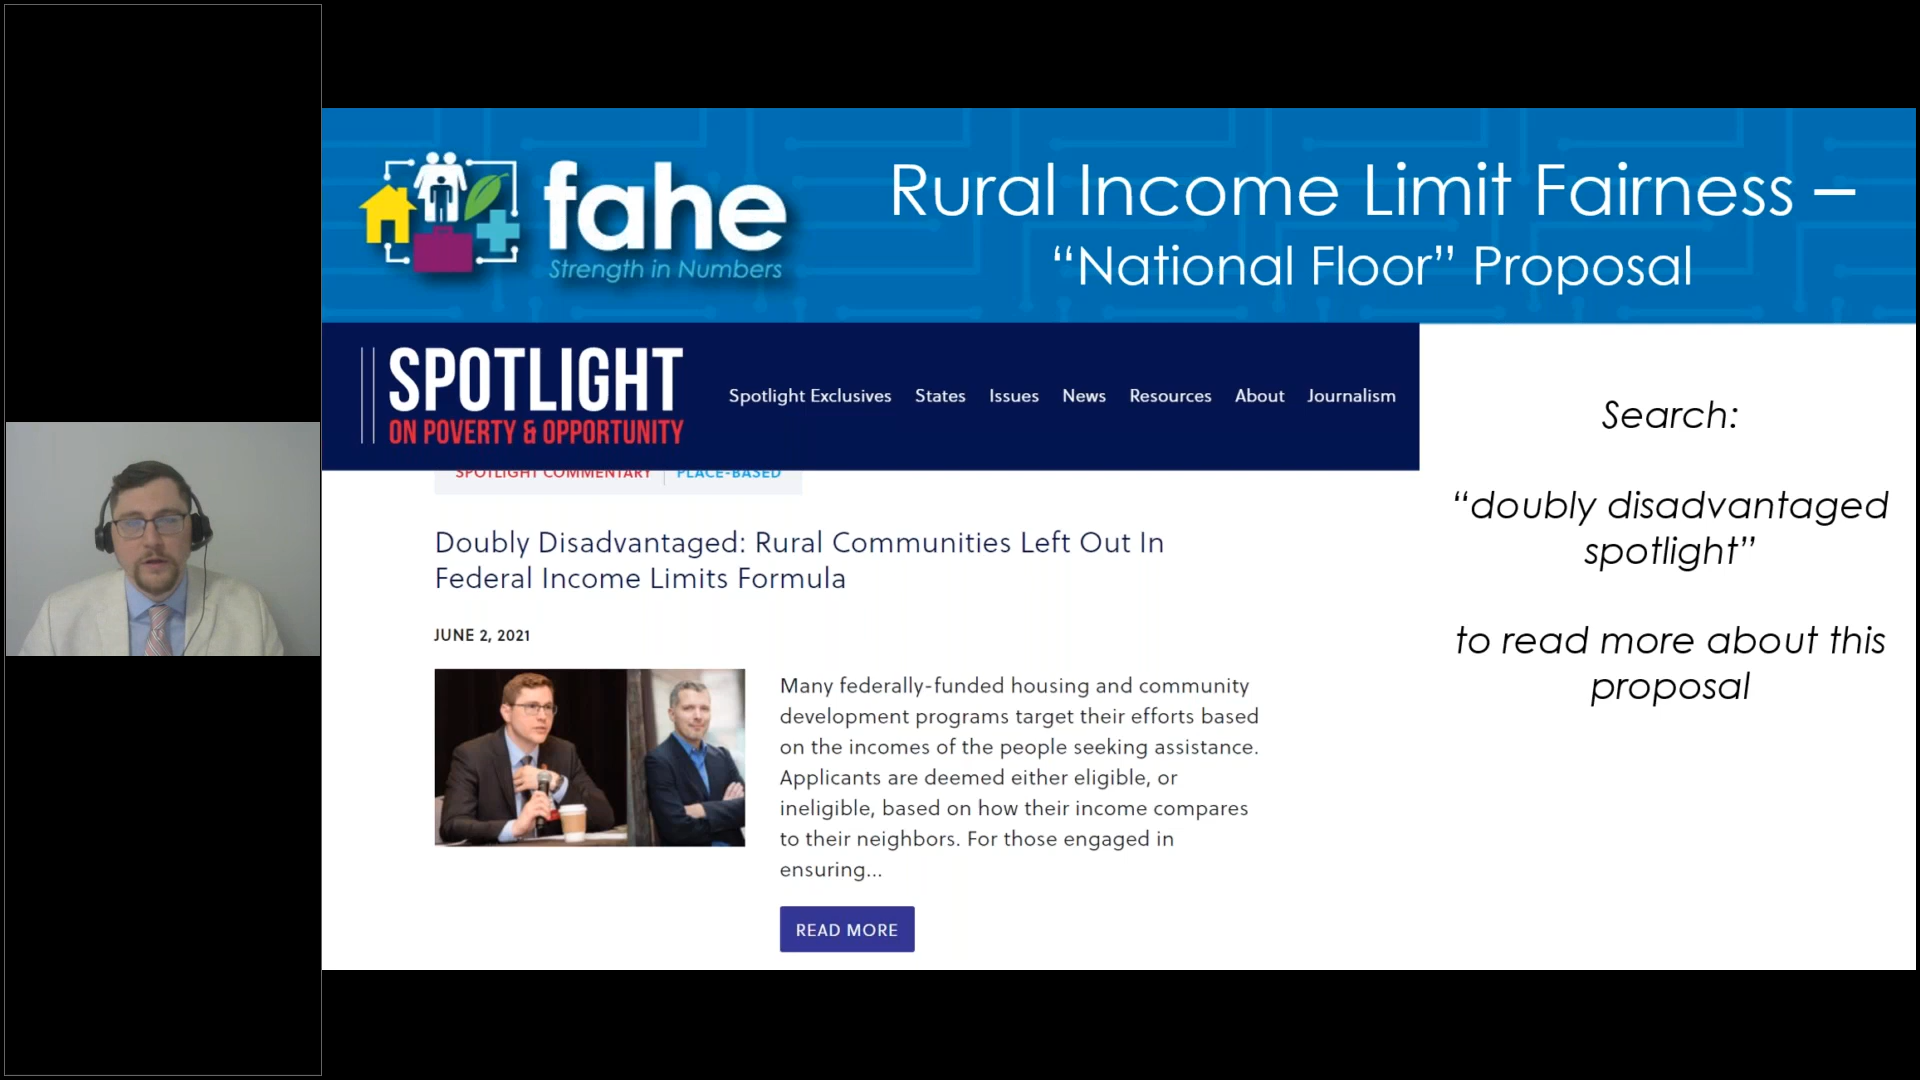 fahe
Strength in Numbers
Rural Income Limit Fairness –
“National Floor” Proposal
SPOTLIGHT
ON POVERTY & OPPORTUNITY
Spotlight Exclusives States Issues News Resources About Journalism
SPOTLIGHT COMMENTARY PLACE-BASED
Doubly Disadvantaged: Rural Communities Left Out In
Federal Income Limits Formula
JUNE 2, 2021
Many federally-funded housing and community
development programs target their efforts based
on the incomes of the people seeking assistance.
Applicants are deemed either eligible, or
ineligible, based on how their income compares
to their neighbors. For those engaged in
ensuring...
READ MORE
Search:
“doubly disadvantaged
spotlight”
to read more about this
proposal